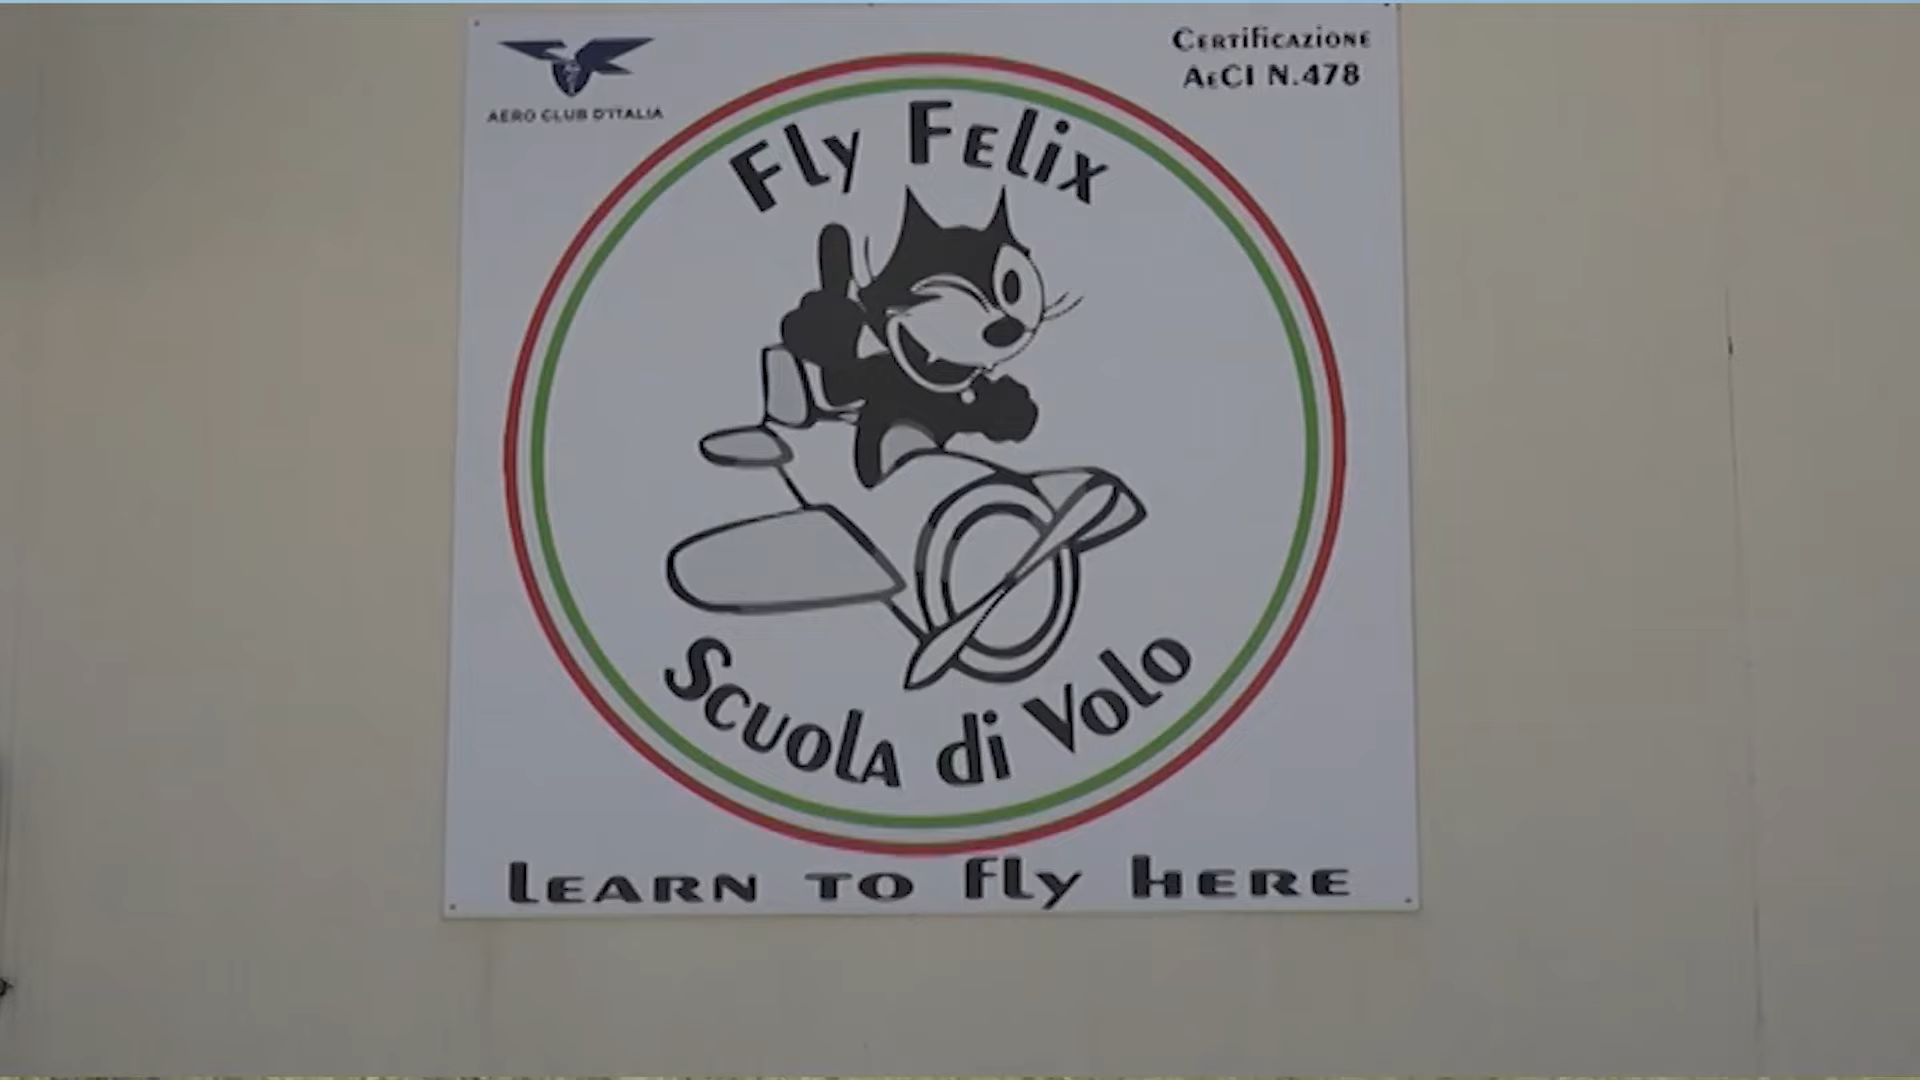 Certificazione
AeCI N.478
AERO CLUB D'ITALIA
Fly Felix
Scuola di Volo
Learn to fly here